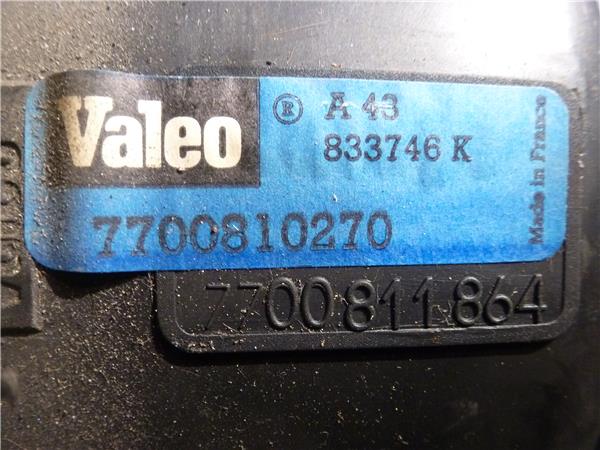 Valeo ® A 43
833746 K
7700810270
Made in France
7700811864